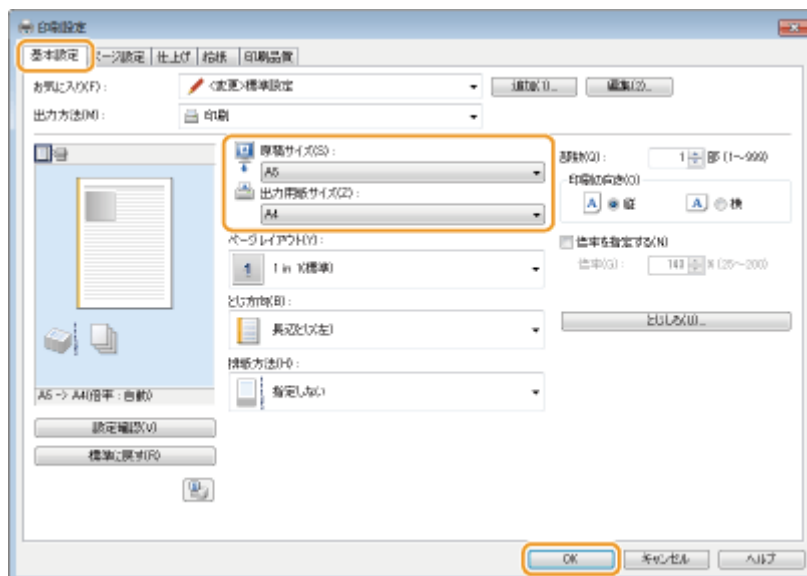 印刷設定
基本設定 ページ設定 仕上げ 給紙 印刷品質
お気に入り(F): <変更>標準設定 追加(1)... 編集(2)...
出力方法(M): 印刷
原稿サイズ(S):
A5
出力用紙サイズ(Z):
A4
部数(Q): 1 部 (1~999)
印刷の向き(O)
A 縦 A 横
ページレイアウト(Y):
1 1 in 1(標準)
倍率を指定する(N)
倍率(G): 141 % (25~200)
とじ方向(B):
長辺とじ(左)
とじしろ(U)...
排紙方法(H):
指定しない
A5 -> A4(倍率:自動)
設定確認(V)
標準に戻す(R)
OK キャンセル ヘルプ